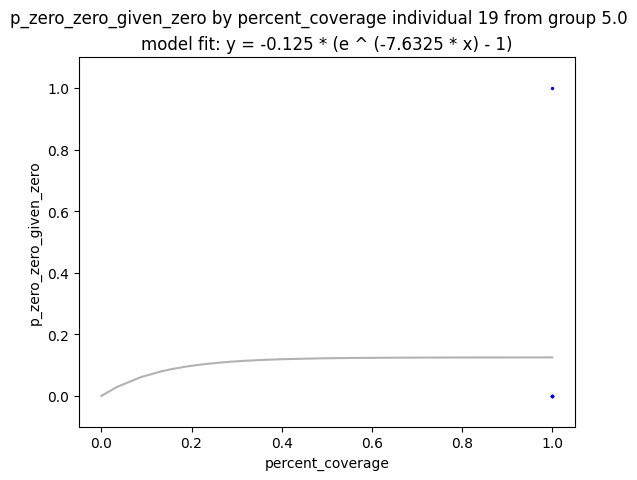 p_zero_zero_given_zero by percent_coverage individual 19 from group 5.0
model fit: y = -0.125 * (e ^ (-7.6325 * x) - 1)
1.0
0.8
0.6
0.4
0.2
0.0
p_zero_zero_given_zero
0.0 0.2 0.4 0.6 0.8 1.0
percent_coverage